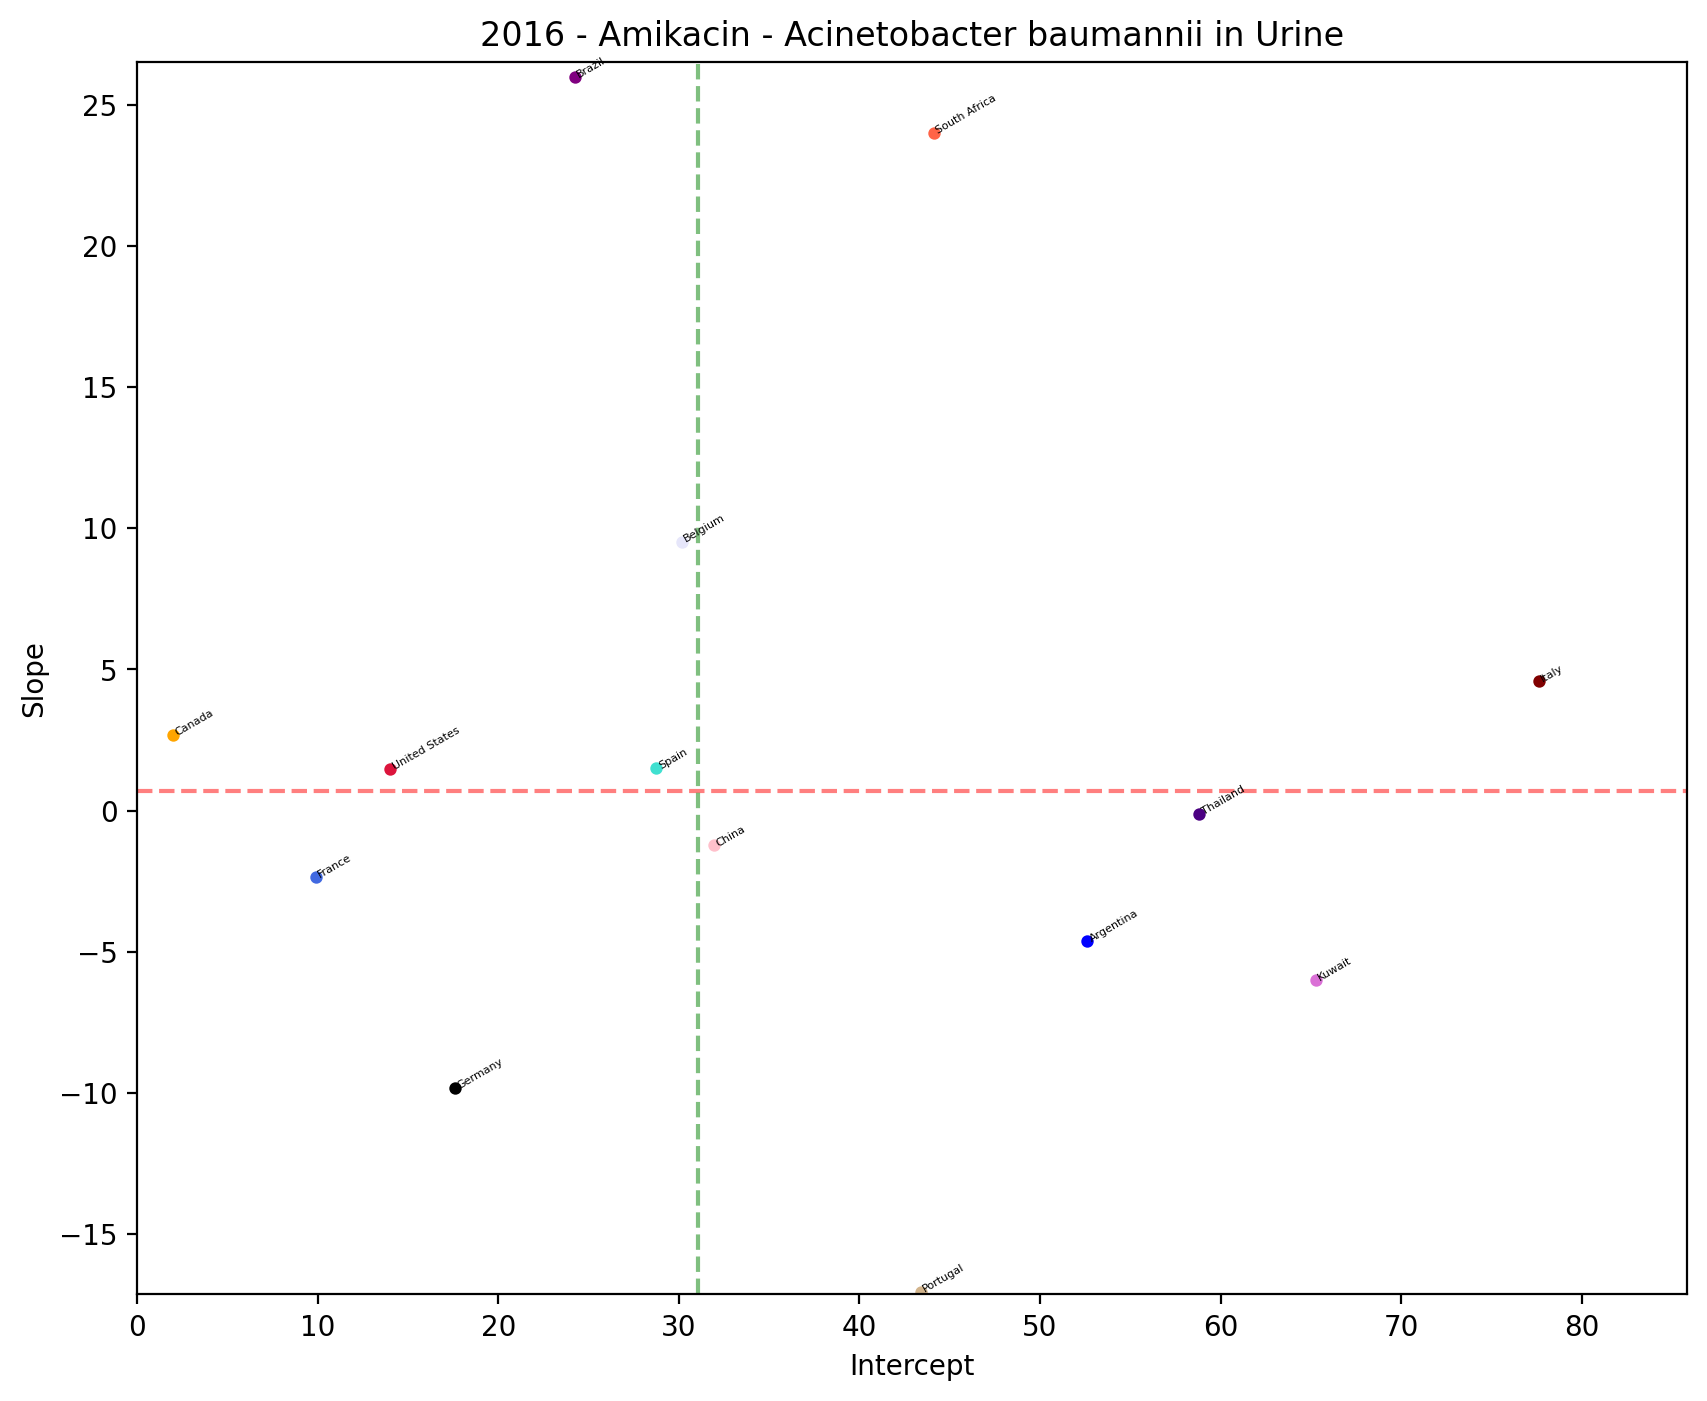 2016 - Amikacin - Acinetobacter baumannii in Urine
Brazil
25
South Africa
20
15
10
Belgium
Slope
5
Italy
Canada
United States
Spain
0
Thailand
China
France
−5
Argentina
Kuwait
−10
Germany
−15
Portugal
0 10 20 30 40 50 60 70 80
Intercept